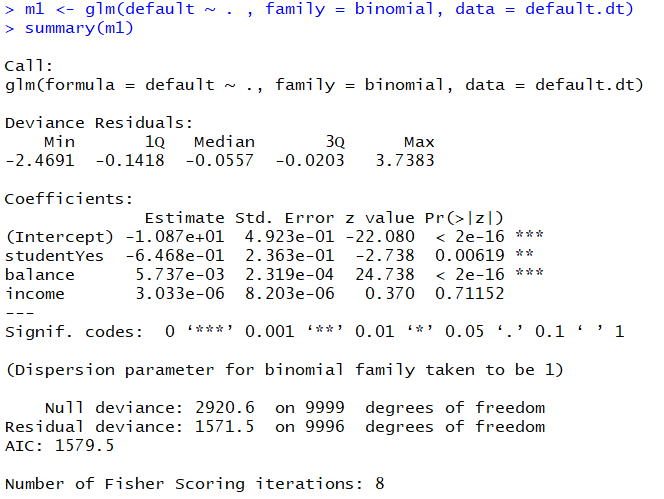 > m1 <- glm(default ~ . , family = binomial, data = default.dt)
> summary(m1)
Call:
glm(formula = default ~ ., family = binomial, data = default.dt)
Deviance Residuals:
Min 1Q Median 3Q Max
-2.4691 -0.1418 -0.0557 -0.0203 3.7383
Coefficients:
Estimate Std. Error z value Pr(>|z|)
(Intercept) -1.087e+01 4.923e-01 -22.080 < 2e-16 ***
studentYes -6.468e-01 2.363e-01 -2.738 0.00619 **
balance 5.737e-03 2.319e-04 24.738 < 2e-16 ***
income 3.033e-06 8.203e-06 0.370 0.71152
---
Signif. codes: 0 ‘***’ 0.001 ‘**’ 0.01 ‘*’ 0.05 ‘.’ 0.1 ‘ ’ 1
(Dispersion parameter for binomial family taken to be 1)
Null deviance: 2920.6 on 9999 degrees of freedom
Residual deviance: 1571.5 on 9996 degrees of freedom
AIC: 1579.5
Number of Fisher Scoring iterations: 8